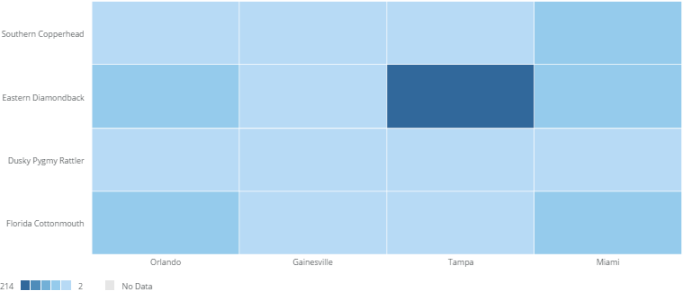 Southern Copperhead
Eastern Diamondback
Dusky Pygmy Rattler
Florida Cottonmouth
Orlando Gainesville Tampa Miami
214 2 No Data